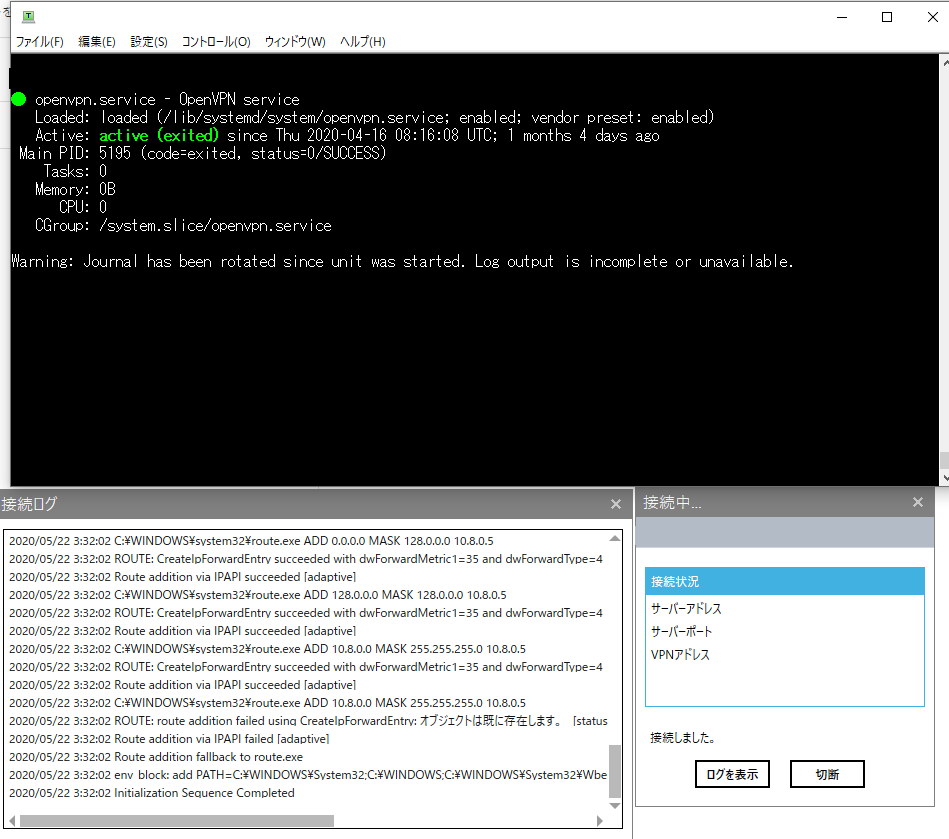 ファイル(F) 編集(E) 設定(S) コントロール(O) ウィンドウ(W) ヘルプ(H)
openvpn.service - OpenVPN service
Loaded: loaded (/lib/systemd/system/openvpn.service; enabled; vendor preset: enabled)
Active: active (exited) since Thu 2020-04-16 08:16:08 UTC; 1 months 4 days ago
Main PID: 5195 (code=exited, status=0/SUCCESS)
Tasks: 0
Memory: 0B
CPU: 0
CGroup: /system.slice/openvpn.service
Warning: Journal has been rotated since unit was started. Log output is incomplete or unavailable.
接続ログ
2020/05/22 3:32:02 C:¥WINDOWS¥system32¥route.exe ADD 0.0.0.0 MASK 128.0.0.0 10.8.0.5
2020/05/22 3:32:02 ROUTE: CreateIpForwardEntry succeeded with dwForwardMetric1=35 and dwForwardType=4
2020/05/22 3:32:02 Route addition via IPAPI succeeded [adaptive]
2020/05/22 3:32:02 C:¥WINDOWS¥system32¥route.exe ADD 128.0.0.0 MASK 128.0.0.0 10.8.0.5
2020/05/22 3:32:02 ROUTE: CreateIpForwardEntry succeeded with dwForwardMetric1=35 and dwForwardType=4
2020/05/22 3:32:02 Route addition via IPAPI succeeded [adaptive]
2020/05/22 3:32:02 C:¥WINDOWS¥system32¥route.exe ADD 10.8.0.0 MASK 255.255.255.0 10.8.0.5
2020/05/22 3:32:02 ROUTE: CreateIpForwardEntry succeeded with dwForwardMetric1=35 and dwForwardType=4
2020/05/22 3:32:02 Route addition via IPAPI succeeded [adaptive]
2020/05/22 3:32:02 C:¥WINDOWS¥system32¥route.exe ADD 10.8.0.0 MASK 255.255.255.0 10.8.0.5
2020/05/22 3:32:02 ROUTE: route addition failed using CreateIpForwardEntry: オブジェクトは既に存在します。 [status
2020/05/22 3:32:02 Route addition via IPAPI failed [adaptive]
2020/05/22 3:32:02 Route addition fallback to route.exe
2020/05/22 3:32:02 env_block: add PATH=C:¥WINDOWS¥System32;C:¥WINDOWS;C:¥WINDOWS¥System32¥Wbe
2020/05/22 3:32:02 Initialization Sequence Completed
接続中...
接続状況
サーバーアドレス
サーバーポート
VPNアドレス
接続しました。
ログを表示 切断